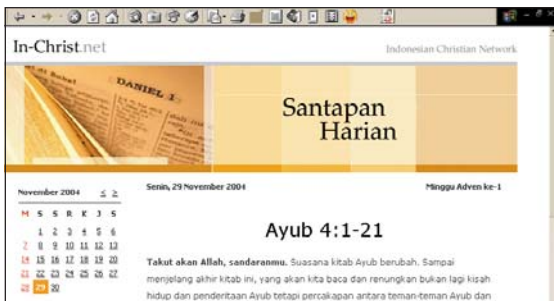 In-Christ.net
Indonesian Christian Network
DANIEL 1
Santapan
Harian
November 2004 < >
Senin, 29 November 2004
Minggu Adven ke-1
M S S R K J S
1 2 3 4 5 6
7 8 9 10 11 12 13
14 15 16 17 18 19 20
21 22 23 24 25 26 27
28 29 30
Ayub 4:1-21
Takut akan Allah, sandaranmu. Suasana kitab Ayub berubah. Sampai
menjelang akhir kitab ini, yang akan kita baca dan renungkan bukan lagi kisah
hidup dan penderitaan Ayub tetapi percakapan antara teman-teman Ayub dan